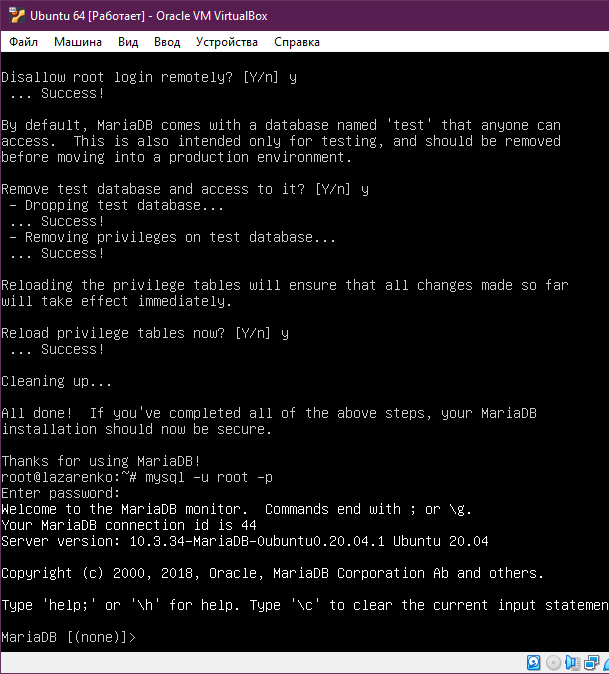 Ubuntu 64 [Работает] - Oracle VM VirtualBox
Файл Машина Вид Ввод Устройства Справка
Disallow root login remotely? [Y/n] y
 ... Success!
By default, MariaDB comes with a database named 'test' that anyone can
access.  This is also intended only for testing, and should be removed
before moving into a production environment.
Remove test database and access to it? [Y/n] y
 - Dropping test database...
 ... Success!
 - Removing privileges on test database...
 ... Success!
Reloading the privilege tables will ensure that all changes made so far
will take effect immediately.
Reload privilege tables now? [Y/n] y
 ... Success!
Cleaning up...
All done!  If you've completed all of the above steps, your MariaDB
installation should now be secure.
Thanks for using MariaDB!
root@lazarenko:~# mysql -u root -p
Enter password:
Welcome to the MariaDB monitor.  Commands end with ; or \g.
Your MariaDB connection id is 44
Server version: 10.3.34-MariaDB-0ubuntu0.20.04.1 Ubuntu 20.04
Copyright (c) 2000, 2018, Oracle, MariaDB Corporation Ab and others.
Type 'help;' or '\h' for help. Type '\c' to clear the current input statemen
MariaDB [(none)]>